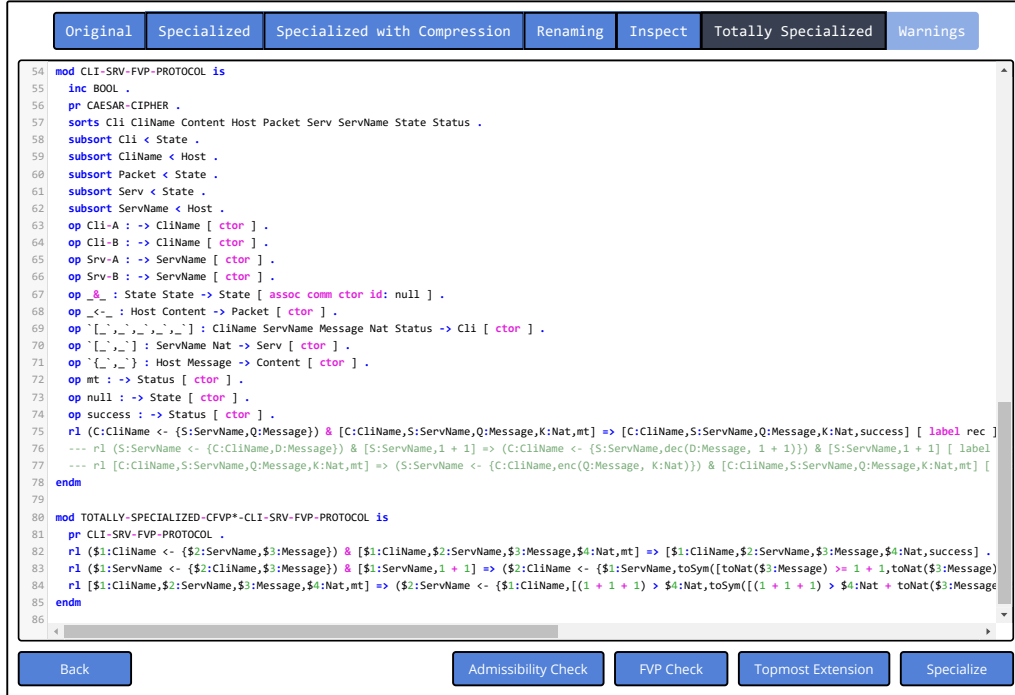 Original Specialized Specialized with Compression Renaming Inspect Totally Specialized Warnings
54 mod CLI-SRV-FVP-PROTOCOL is
55 inc BOOL .
56 pr CAESAR-CIPHER .
57 sorts Cli CliName Content Host Packet Serv ServName State Status .
58 subsort Cli < State .
59 subsort CliName < Host .
60 subsort Packet < State .
61 subsort Serv < State .
62 subsort ServName < Host .
63 op Cli-A : -> CliName [ ctor ] .
64 op Cli-B : -> CliName [ ctor ] .
65 op Srv-A : -> ServName [ ctor ] .
66 op Srv-B : -> ServName [ ctor ] .
67 op _&_ : State State -> State [ assoc comm ctor id: null ] .
68 op _<-_ : Host Content -> Packet [ ctor ] .
69 op `[_`,_`,_`,_`,_`] : CliName ServName Message Nat Status -> Cli [ ctor ] .
70 op `[_`,_`] : ServName Nat -> Serv [ ctor ] .
71 op `{_`,_`} : Host Message -> Content [ ctor ] .
72 op mt : -> Status [ ctor ] .
73 op null : -> State [ ctor ] .
74 op success : -> Status [ ctor ] .
75 rl (C:CliName <- {S:ServName,Q:Message}) & [C:CliName,S:ServName,Q:Message,K:Nat,mt] => [C:CliName,S:ServName,Q:Message,K:Nat,success] [ label rec ]
76 --- rl (S:ServName <- {C:CliName,D:Message}) & [S:ServName,1 + 1] => (C:CliName <- {S:ServName,dec(D:Message, 1 + 1)}) & [S:ServName,1 + 1] [ label
77 --- rl [C:CliName,S:ServName,Q:Message,K:Nat,mt] => (S:ServName <- {C:CliName,enc(Q:Message, K:Nat)}) & [C:CliName,S:ServName,Q:Message,K:Nat,mt] [
78 endm
79
80 mod TOTALLY-SPECIALIZED-CFVP*-CLI-SRV-FVP-PROTOCOL is
81 pr CLI-SRV-FVP-PROTOCOL .
82 rl ($1:CliName <- {$2:ServName,$3:Message}) & [$1:CliName,$2:ServName,$3:Message,$4:Nat,mt] => [$1:CliName,$2:ServName,$3:Message,$4:Nat,success] .
83 rl ($1:ServName <- {$2:CliName,$3:Message}) & [$1:ServName,1 + 1] => ($2:CliName <- {$1:ServName,toSym([toNat($3:Message) >= 1 + 1,toNat($3:Message)
84 rl [$1:CliName,$2:ServName,$3:Message,$4:Nat,mt] => ($2:ServName <- {$1:CliName,[(1 + 1 + 1) > $4:Nat,toSym([(1 + 1 + 1) > $4:Nat + toNat($3:Message
85 endm
86
Back Admissibility Check FVP Check Topmost Extension Specialize